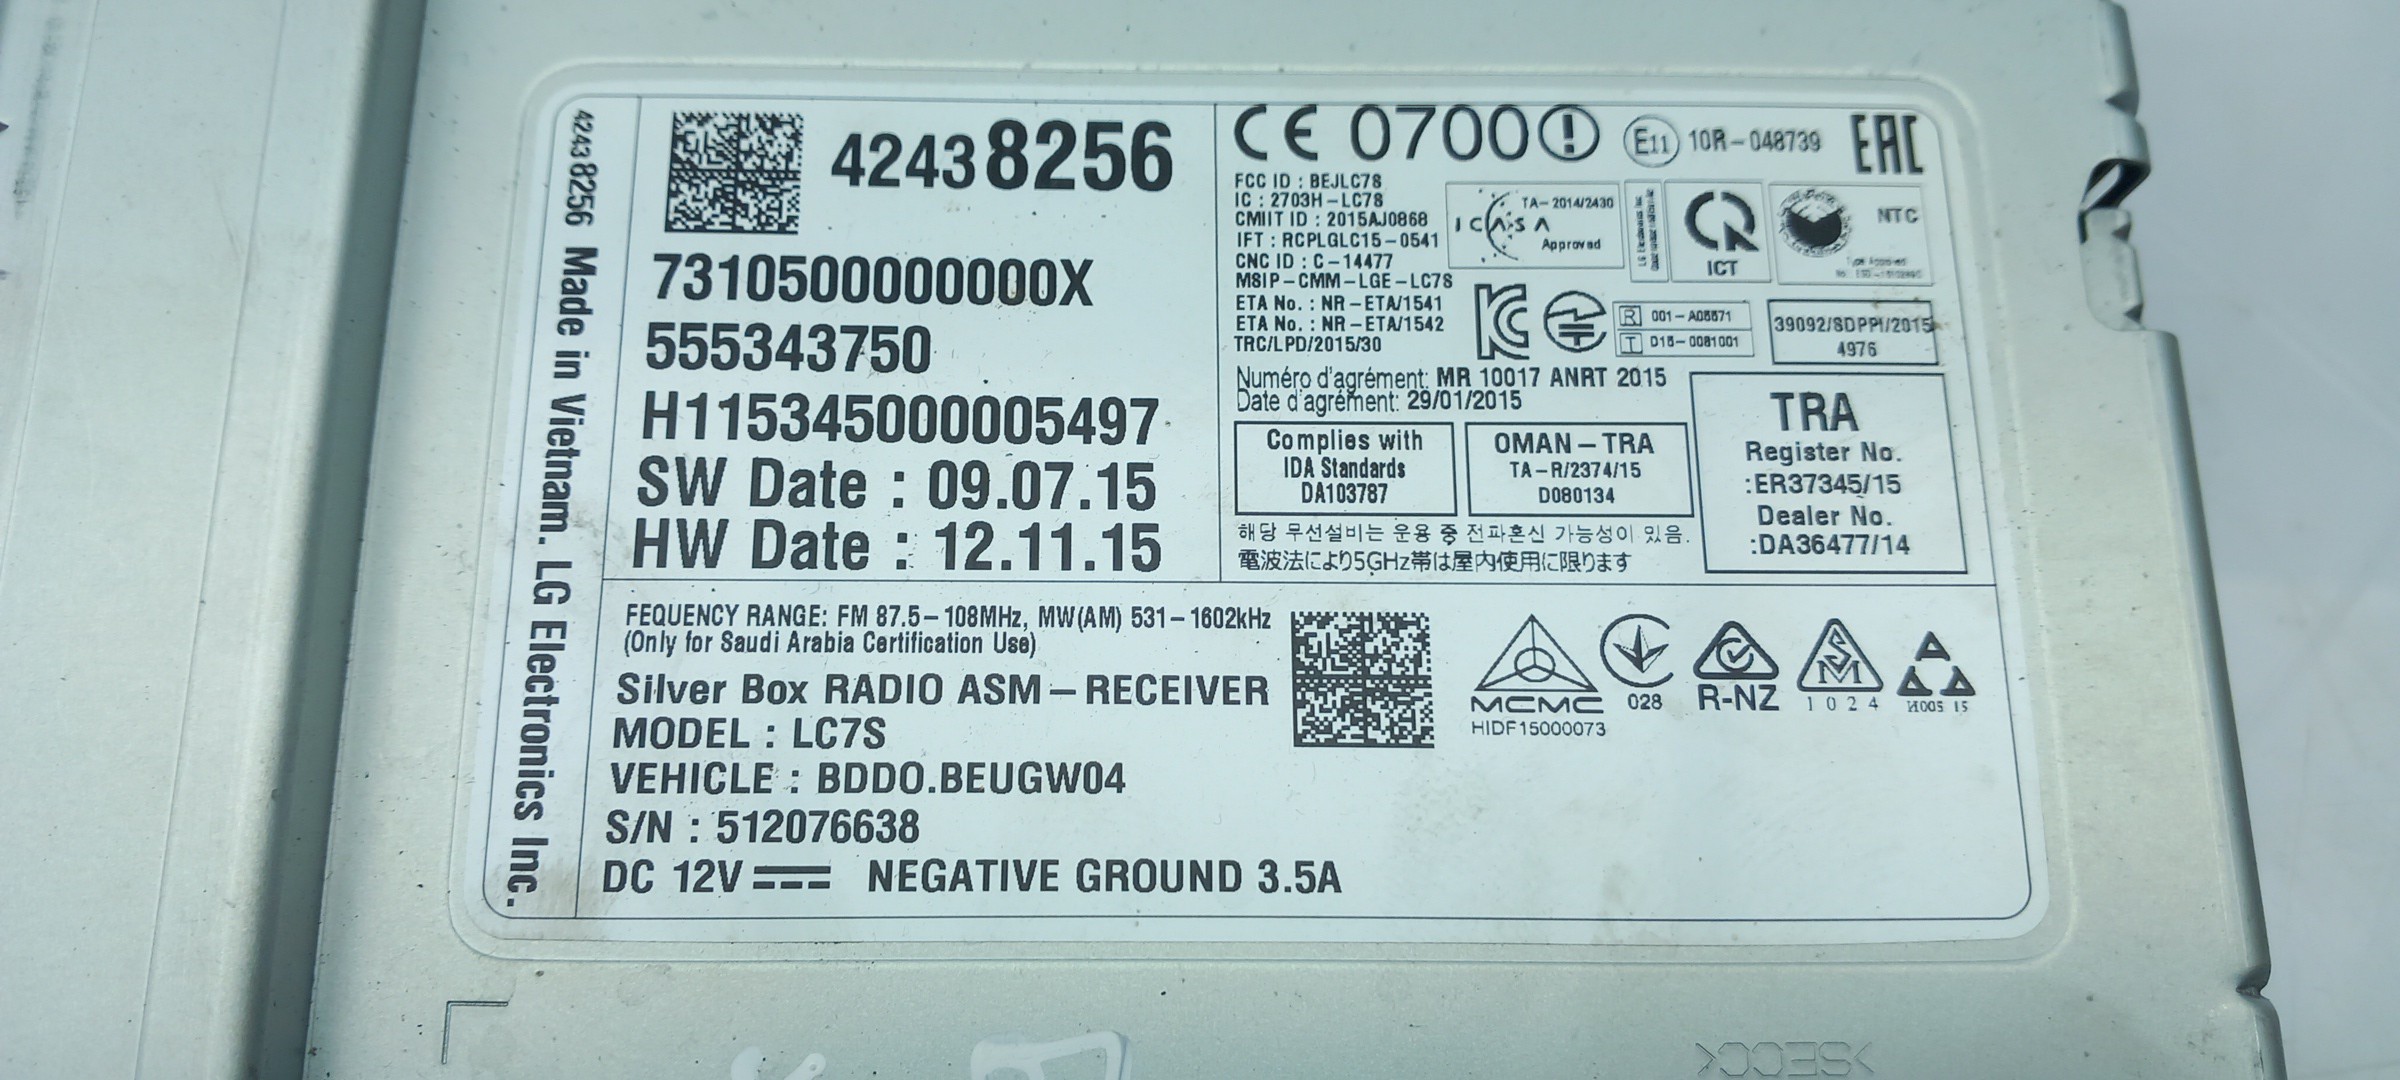 42438256 Made in Vietnam. LG Electronics Inc.
42438256
7310500000000X
555343750
H115345000005497
SW Date : 09.07.15
HW Date : 12.11.15
CE 0700
E11 10R-048739
EAC
FCC ID : BEJLC7S
IC : 2703H-LC7S
CMIIT ID : 2015AJ0868
IFT : RCPLGLC15-0541
CNC ID : C-14477
MSIP-CMM-LGE-LC7S
ETA No. : NR-ETA/1541
ETA No. : NR-ETA/1542
TRC/LPD/2015/30
TA-2014/2430
ICASA
Approved
ICT
NTC
R 001-A08671
T D15-0081001
39092/SDPPI/2015
4976
Numéro d'agrément: MR 10017 ANRT 2015
Date d'agrément: 29/01/2015
Complies with
IDA Standards
DA103787
OMAN-TRA
TA-R/2374/15
D080134
TRA
Register No.
:ER37345/15
Dealer No.
:DA36477/14
해당 무선설비는 운용 중 전파혼신 가능성이 있음.
電波法により5GHz帯は屋内使用に限ります
FEQUENCY RANGE: FM 87.5-108MHz, MW(AM) 531-1602kHz
(Only for Saudi Arabia Certification Use)
Silver Box RADIO ASM-RECEIVER
MODEL : LC7S
VEHICLE : BDDO.BEUGW04
S/N : 512076638
DC 12V NEGATIVE GROUND 3.5A
MCMC
HIDF15000073
028
R-NZ
SM
1024
H005 15
>SECC<